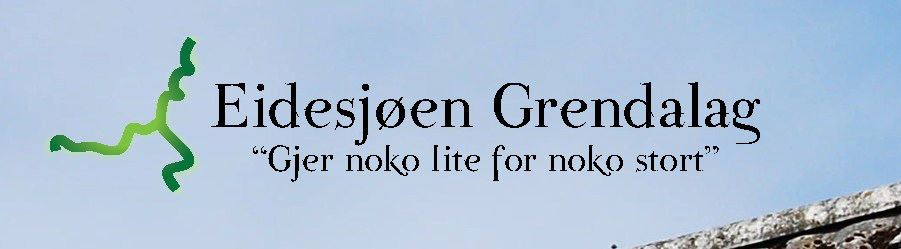 Eidesjøen Grendalag
“Gjer noko lite for noko stort”